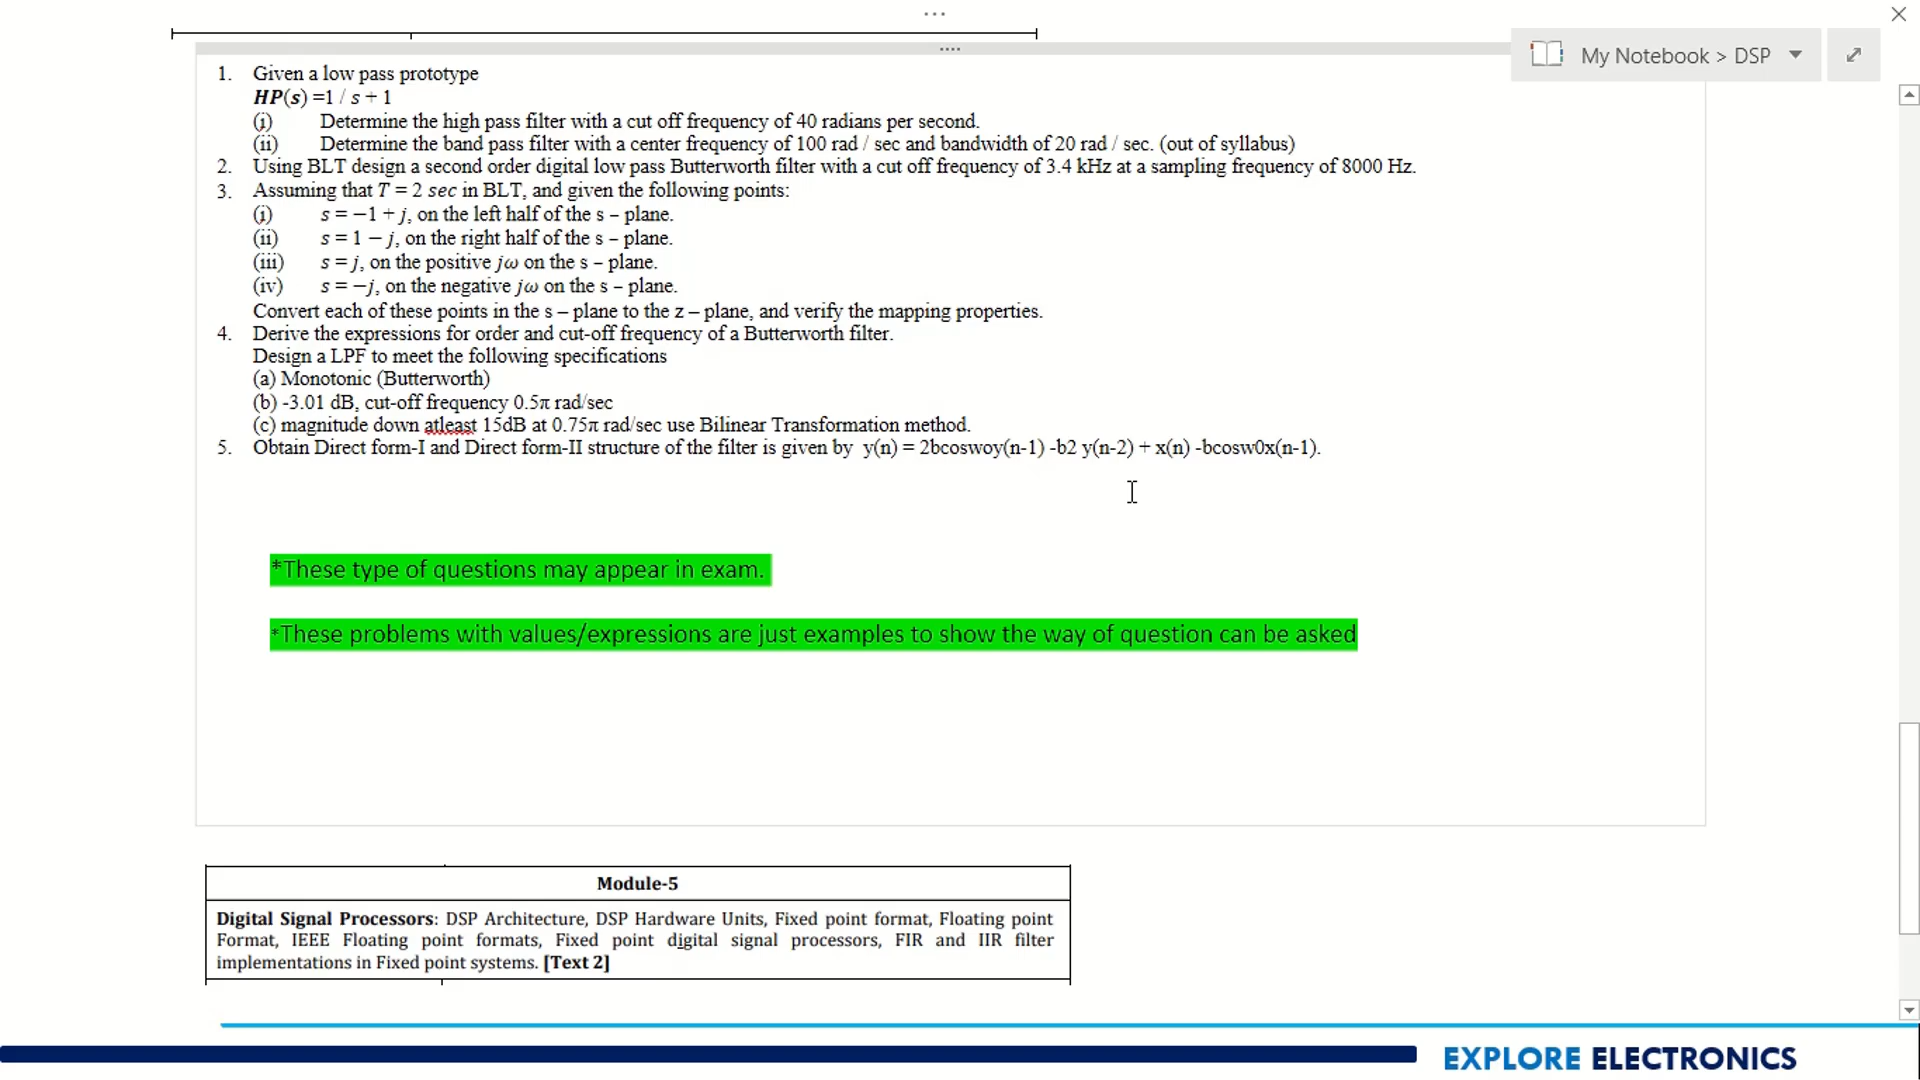 My Notebook > DSP
1. Given a low pass prototype
HP(s) =1 / s + 1
(i) Determine the high pass filter with a cut off frequency of 40 radians per second.
(ii) Determine the band pass filter with a center frequency of 100 rad / sec and bandwidth of 20 rad / sec. (out of syllabus)
2. Using BLT design a second order digital low pass Butterworth filter with a cut off frequency of 3.4 kHz at a sampling frequency of 8000 Hz.
3. Assuming that T = 2 sec in BLT, and given the following points:
(i) s = −1 + j, on the left half of the s – plane.
(ii) s = 1 − j, on the right half of the s – plane.
(iii) s = j, on the positive jω on the s – plane.
(iv) s = −j, on the negative jω on the s – plane.
Convert each of these points in the s – plane to the z – plane, and verify the mapping properties.
4. Derive the expressions for order and cut-off frequency of a Butterworth filter.
Design a LPF to meet the following specifications
(a) Monotonic (Butterworth)
(b) -3.01 dB, cut-off frequency 0.5π rad/sec
(c) magnitude down atleast 15dB at 0.75π rad/sec use Bilinear Transformation method.
5. Obtain Direct form-I and Direct form-II structure of the filter is given by y(n) = 2bcoswoy(n-1) -b2 y(n-2) + x(n) -bcosw0x(n-1).
*These type of questions may appear in exam.
*These problems with values/expressions are just examples to show the way of question can be asked
Module-5
Digital Signal Processors: DSP Architecture, DSP Hardware Units, Fixed point format, Floating point
Format, IEEE Floating point formats, Fixed point digital signal processors, FIR and IIR filter
implementations in Fixed point systems. [Text 2]
EXPLORE ELECTRONICS